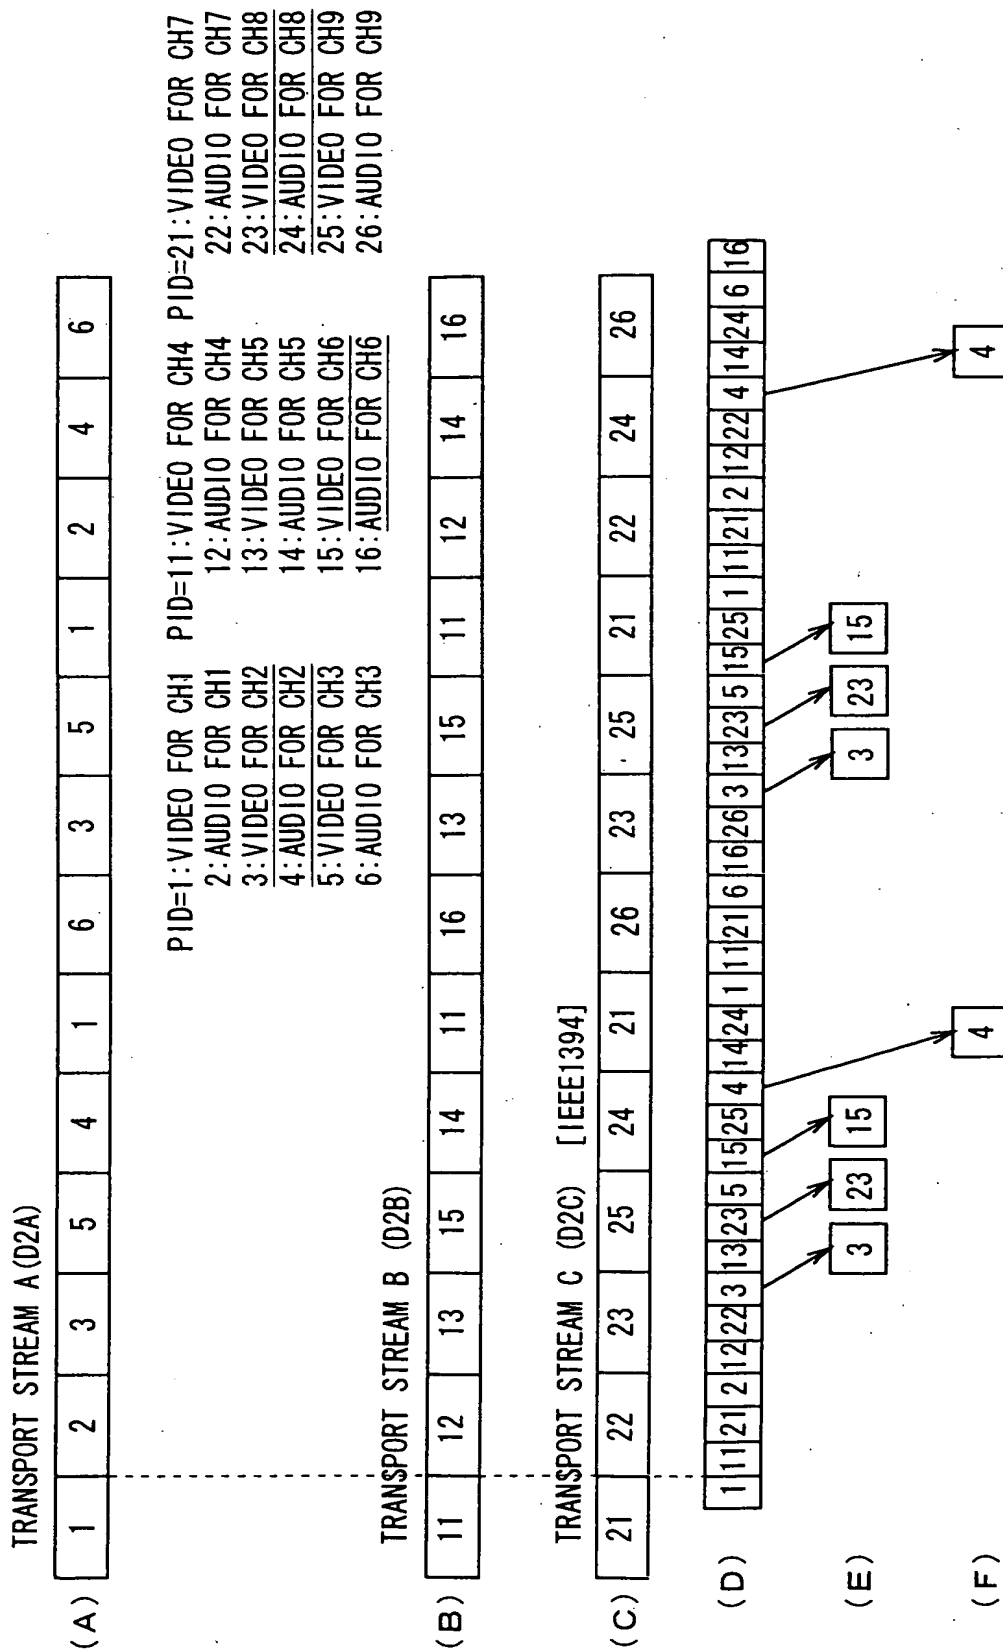 TRANSPORT STREAM A(D2A)
(A) 1 2 3 5 4 1 6 3 5 1 2 4 6
PID=1:VIDEO FOR CH1 PID=11:VIDEO FOR CH4 PID=21:VIDEO FOR CH7
2:AUDIO FOR CH1 12:AUDIO FOR CH4 22:AUDIO FOR CH7
3:VIDEO FOR CH2 13:VIDEO FOR CH5 23:VIDEO FOR CH8
4:AUDIO FOR CH2 14:AUDIO FOR CH5 24:AUDIO FOR CH8
5:VIDEO FOR CH3 15:VIDEO FOR CH6 25:VIDEO FOR CH9
6:AUDIO FOR CH3 16:AUDIO FOR CH6 26:AUDIO FOR CH9
TRANSPORT STREAM B (D2B)
(B) 11 12 13 15 14 11 16 13 15 11 12 14 16
TRANSPORT STREAM C (D2C) [IEEE1394]
(C) 21 22 23 25 24 21 26 23 25 21 22 24 26
(D) 1 11 21 2 12 22 3 13 23 5 15 25 4 14 24 1 11 21 6 16 26 3 13 23 5 15 25 1 11 21 2 12 22 4 14 24 6 16
(E) 3 23 15 3 23 15
(F) 4 4